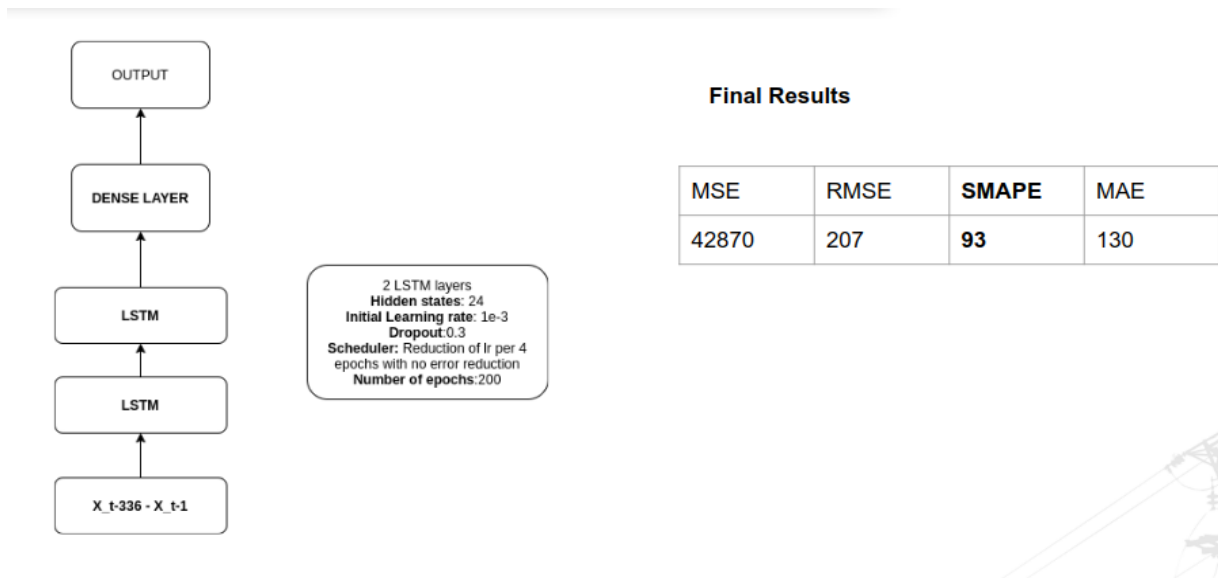 OUTPUT
DENSE LAYER
LSTM
LSTM
X_t-336 - X_t-1
2 LSTM layers
Hidden states: 24
Initial Learning rate: 1e-3
Dropout:0.3
Scheduler: Reduction of lr per 4
epochs with no error reduction
Number of epochs:200
Final Results
MSE RMSE SMAPE MAE
42870 207 93 130